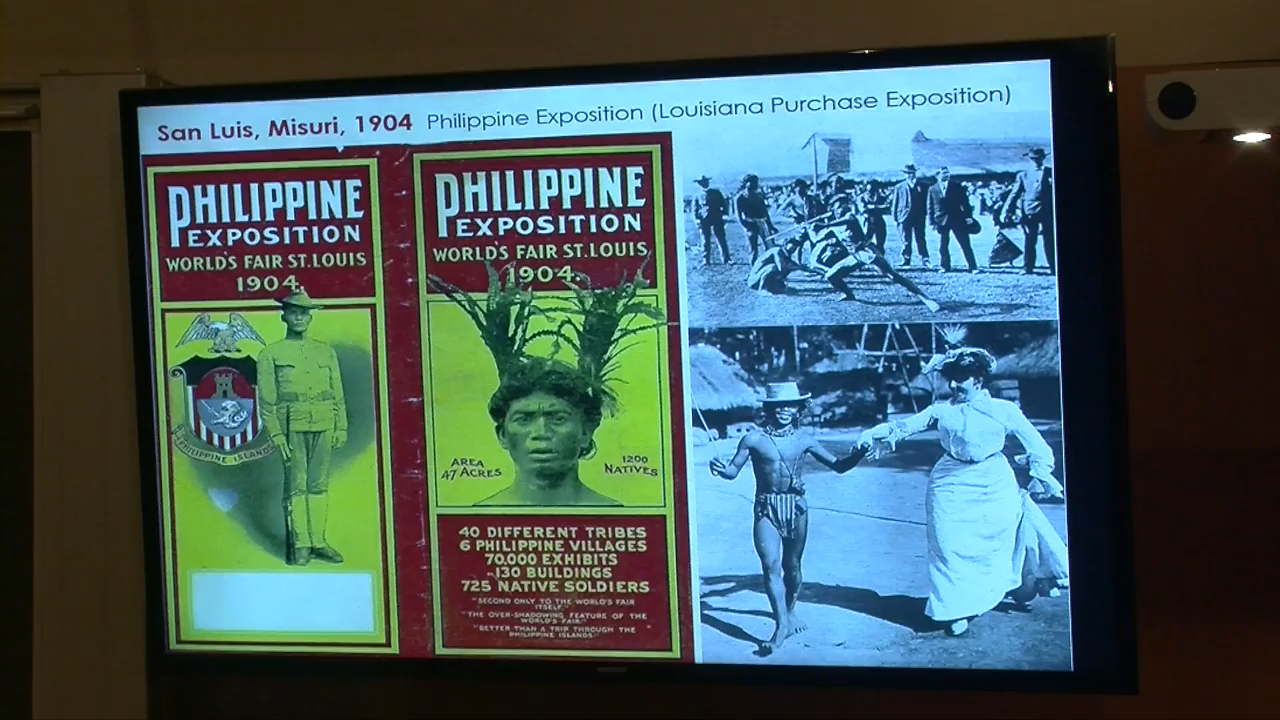 San Luis, Misuri, 1904 Philippine Exposition (Louisiana Purchase Exposition)
PHILIPPINE
EXPOSITION
WORLD'S FAIR ST. LOUIS
1904.
PHILIPPINE ISLANDS
PHILIPPINE
EXPOSITION
WORLD'S FAIR ST. LOUIS
1904.
AREA
47 ACRES
1200
NATIVES
40 DIFFERENT TRIBES
6 PHILIPPINE VILLAGES
70,000 EXHIBITS
130 BUILDINGS
725 NATIVE SOLDIERS
"SECOND ONLY TO THE WORLD'S FAIR
ITSELF."
"THE OVER-SHADOWING FEATURE OF THE
WORLD'S FAIR."
"BETTER THAN A TRIP THROUGH THE
PHILIPPINE ISLANDS."